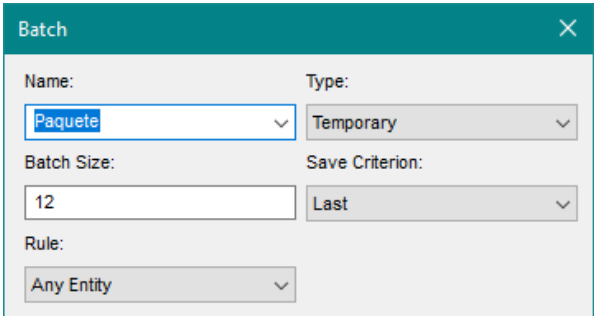 Batch
Name: Type:
Paquete Temporary
Batch Size: Save Criterion:
12 Last
Rule:
Any Entity